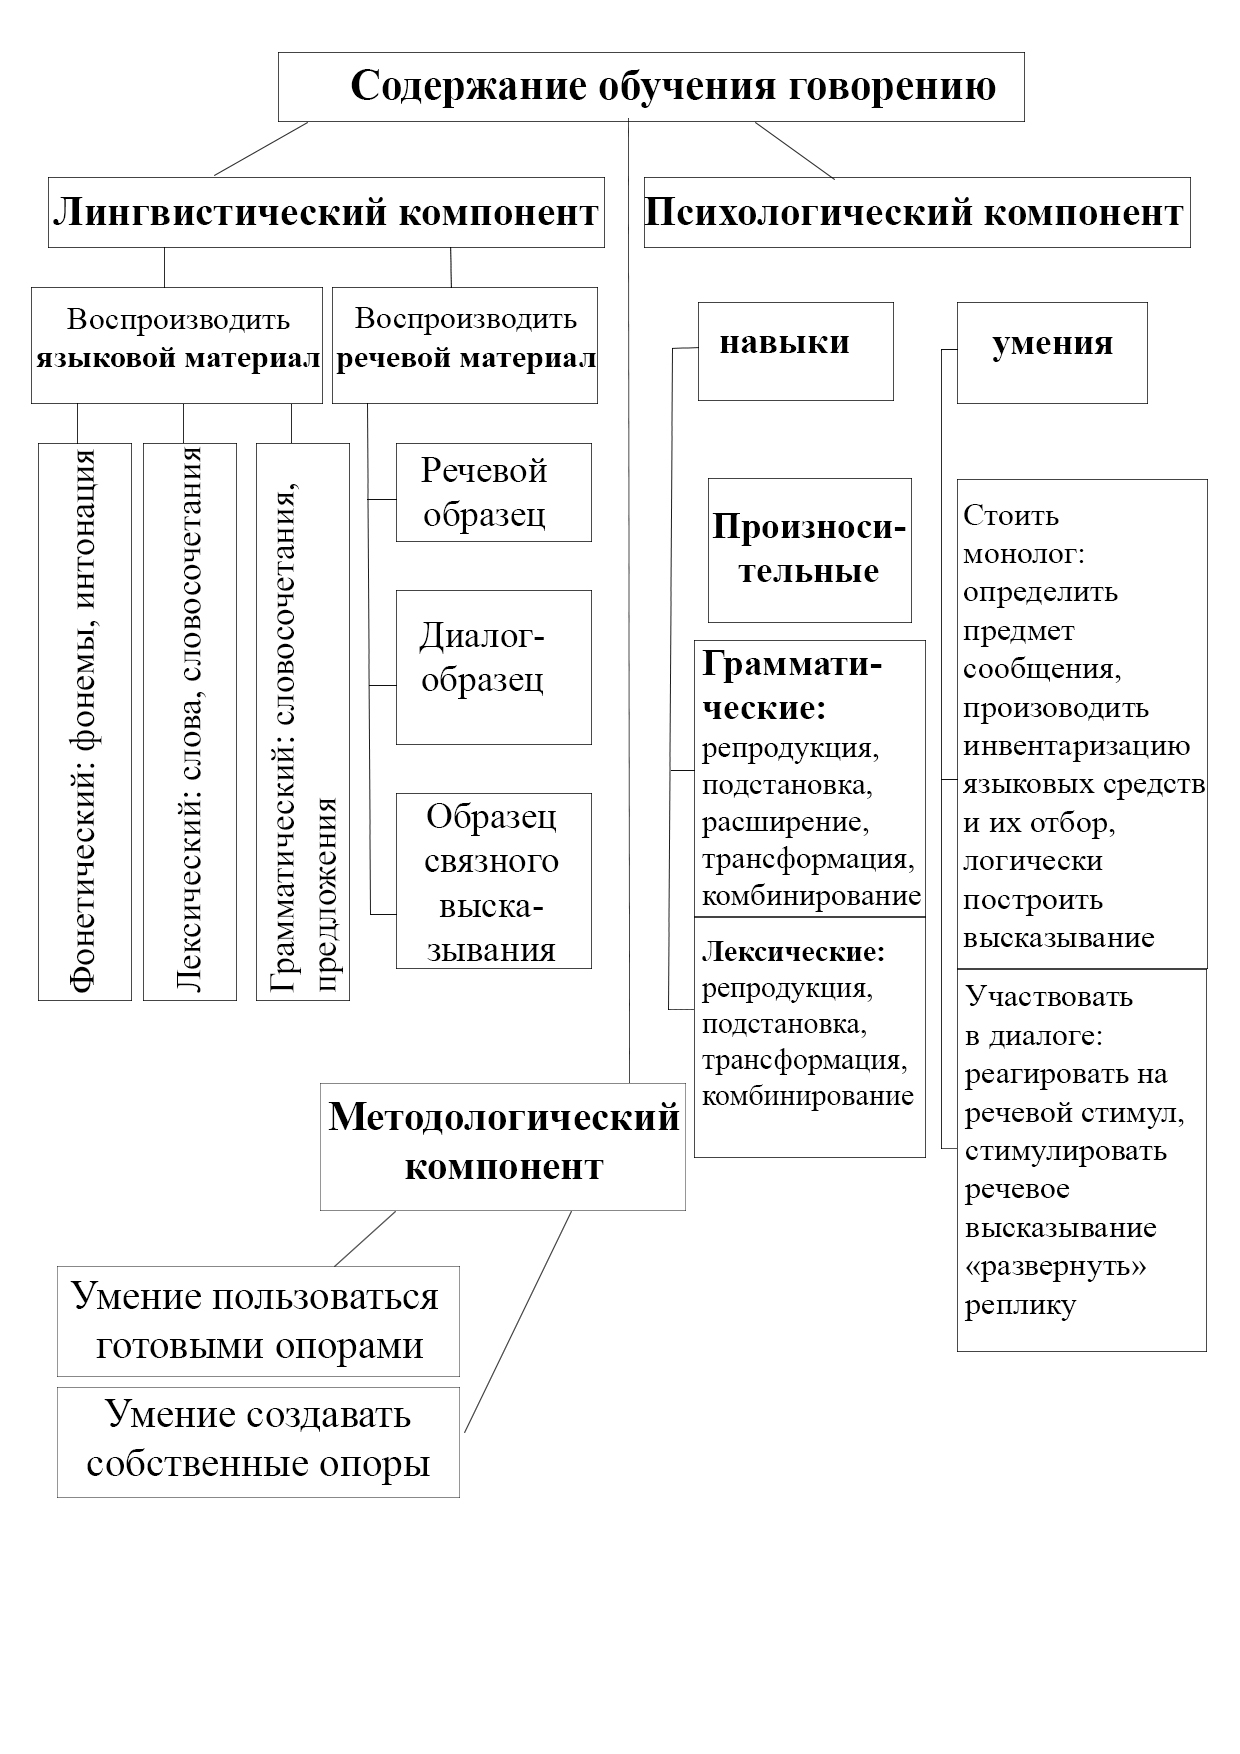 Содержание обучения говорению
Лингвистический компонент
Психологический компонент
Воспроизводить
языковой материал
Воспроизводить
речевой материал
навыки
умения
Фонетический: фонемы, интонация
Лексический: слова, словосочетания
Грамматический: словосочетания,
предложения
Речевой
образец
Диалог-
образец
Образец
связного
выска-
зывания
Произноси-
тельные
Граммати-
ческие:
репродукция,
подстановка,
расширение,
трансформация,
комбинирование
Лексические:
репродукция,
подстановка,
трансформация,
комбинирование
Стоить
монолог:
определить
предмет
сообщения,
произоводить
инвентаризацию
языковых средств
и их отбор,
логически
построить
высказывание
Участвовать
в диалоге:
реагировать на
речевой стимул,
стимулировать
речевое
высказывание
«развернуть»
реплику
Методологический
компонент
Умение пользоваться
готовыми опорами
Умение создавать
собственные опоры